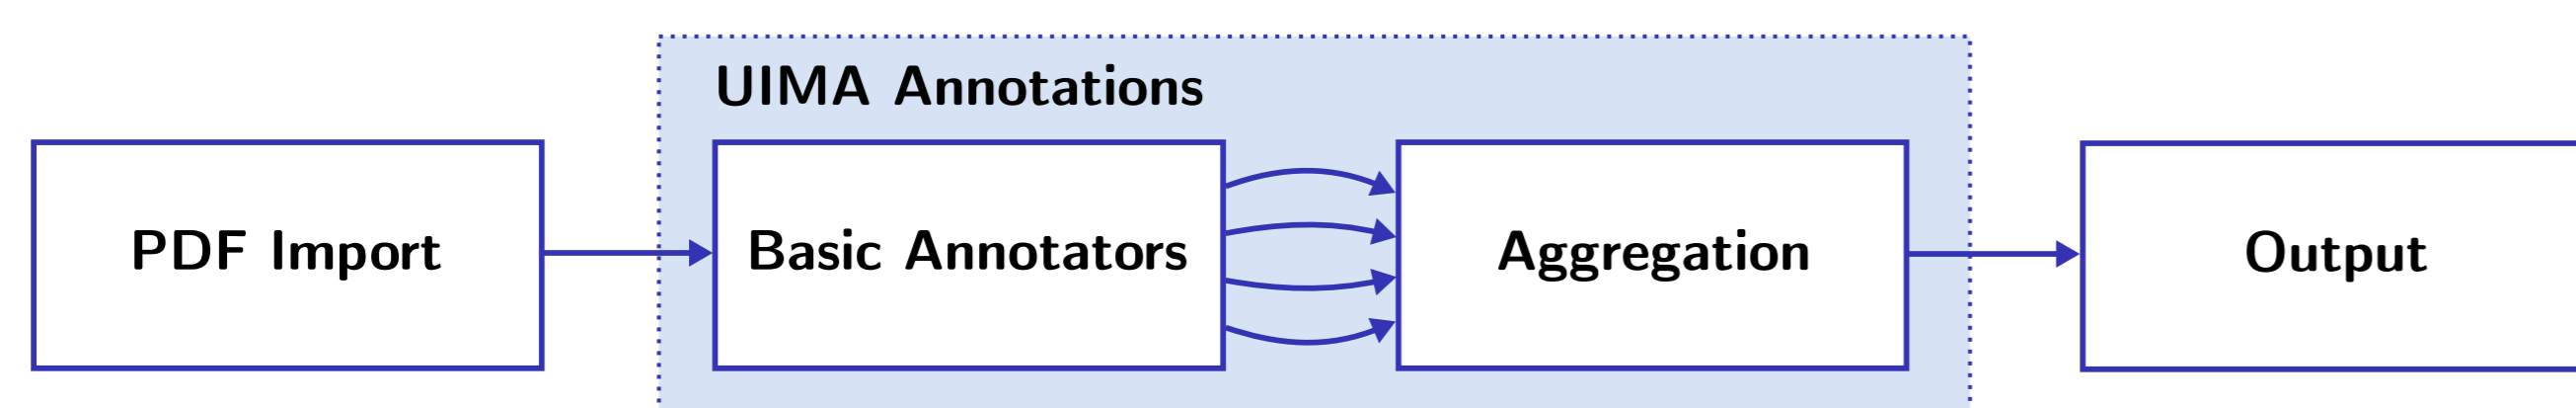 UIMA Annotations
PDF Import
Basic Annotators
Aggregation
Output